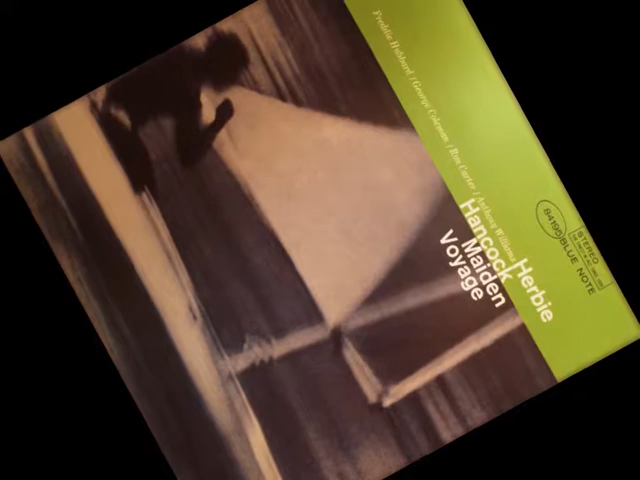 Freddie Hubbard / George Coleman / Ron Carter / Anthony Williams
Herbie
Hancock
Maiden
Voyage
84195
BLUE NOTE
STEREO